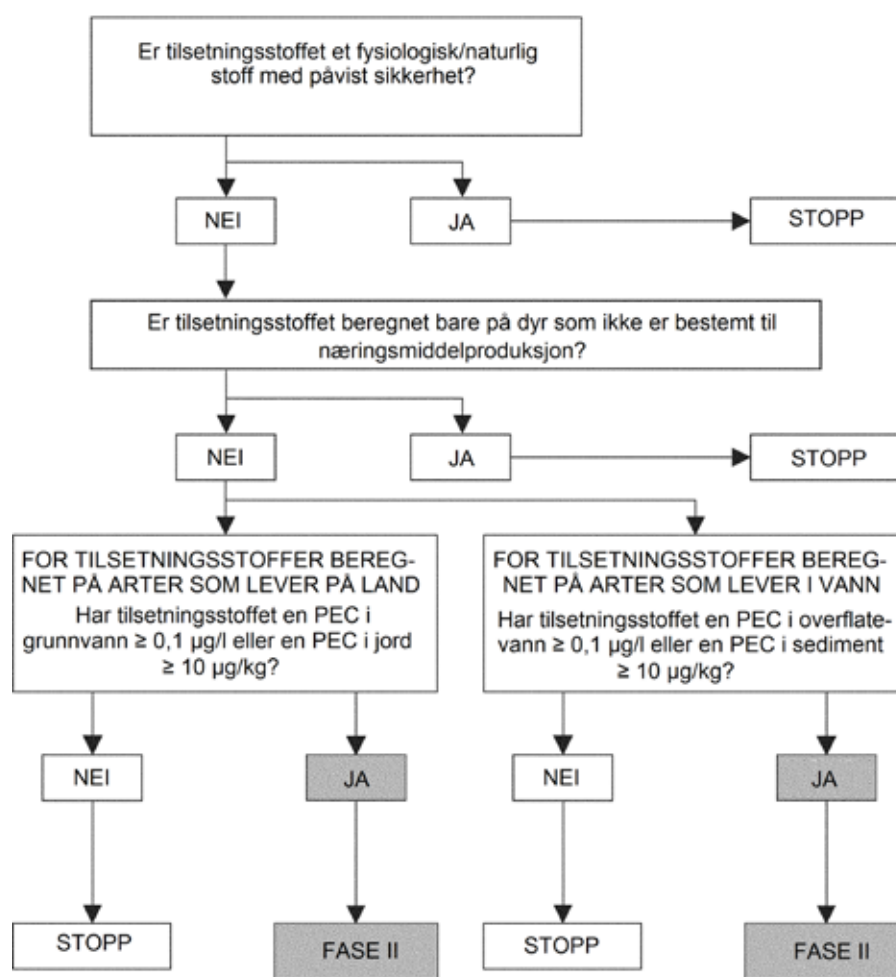 Er tilsetningsstoffet et fysiologisk/naturlig
stoff med påvist sikkerhet?
NEI
JA
STOPP
Er tilsetningsstoffet beregnet bare på dyr som ikke er bestemt til
næringsmiddelproduksjon?
NEI
JA
STOPP
FOR TILSETNINGSSTOFFER BEREG-
NET PÅ ARTER SOM LEVER PÅ LAND
Har tilsetningsstoffet en PEC i
grunnvann ≥ 0,1 µg/l eller en PEC i jord
≥ 10 µg/kg?
FOR TILSETNINGSSTOFFER BEREG-
NET PÅ ARTER SOM LEVER I VANN
Har tilsetningsstoffet en PEC i overflate-
vann ≥ 0,1 µg/l eller en PEC i sediment
≥ 10 µg/kg?
NEI
JA
NEI
JA
STOPP
FASE II
STOPP
FASE II